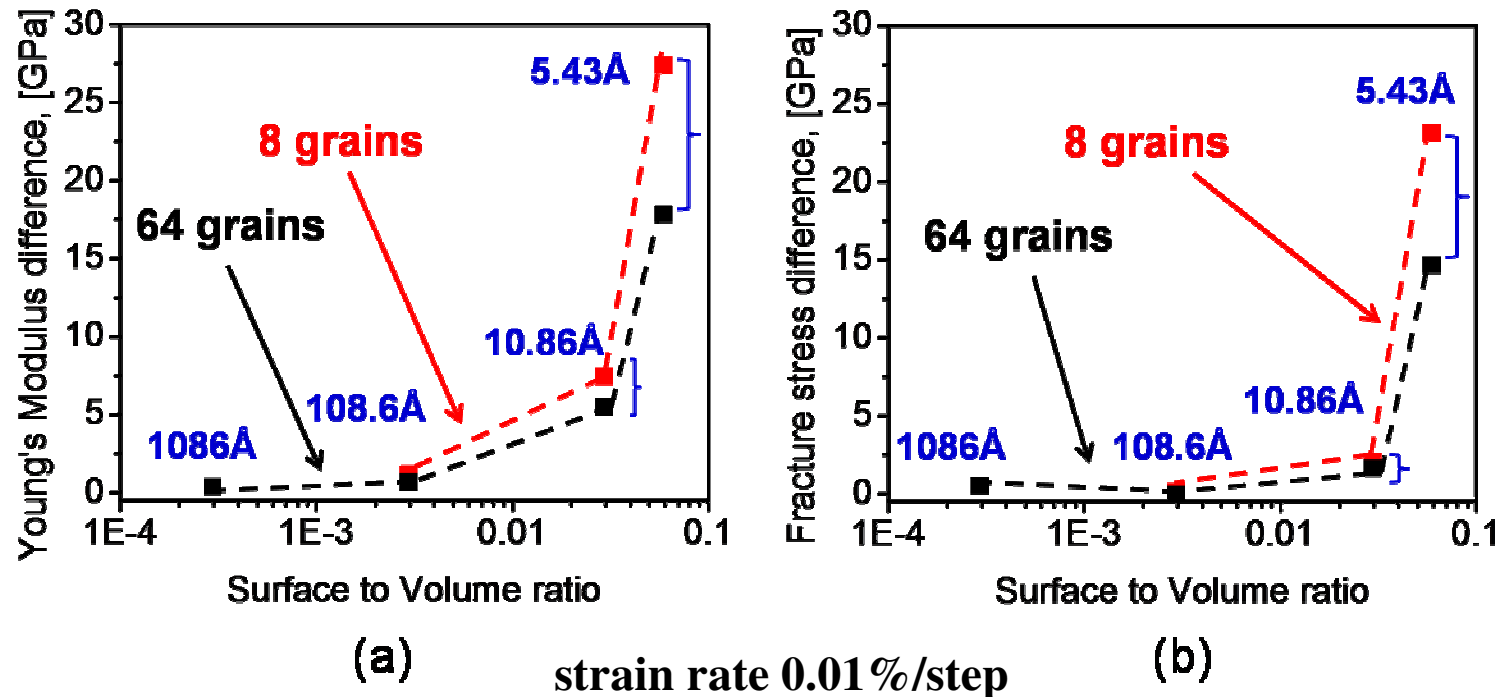 Young's Modulus difference, [GPa]
30
25
20
15
10
5
0
5.43Å
8 grains
64 grains
10.86Å
108.6Å
1086Å
1E-4
1E-3
0.01
0.1
Surface to Volume ratio
(a)
Fracture stress difference, [GPa]
30
25
20
15
10
5
0
5.43Å
8 grains
64 grains
10.86Å
1086Å
108.6Å
1E-4
1E-3
0.01
0.1
Surface to Volume ratio
(b)
strain rate 0.01%/step